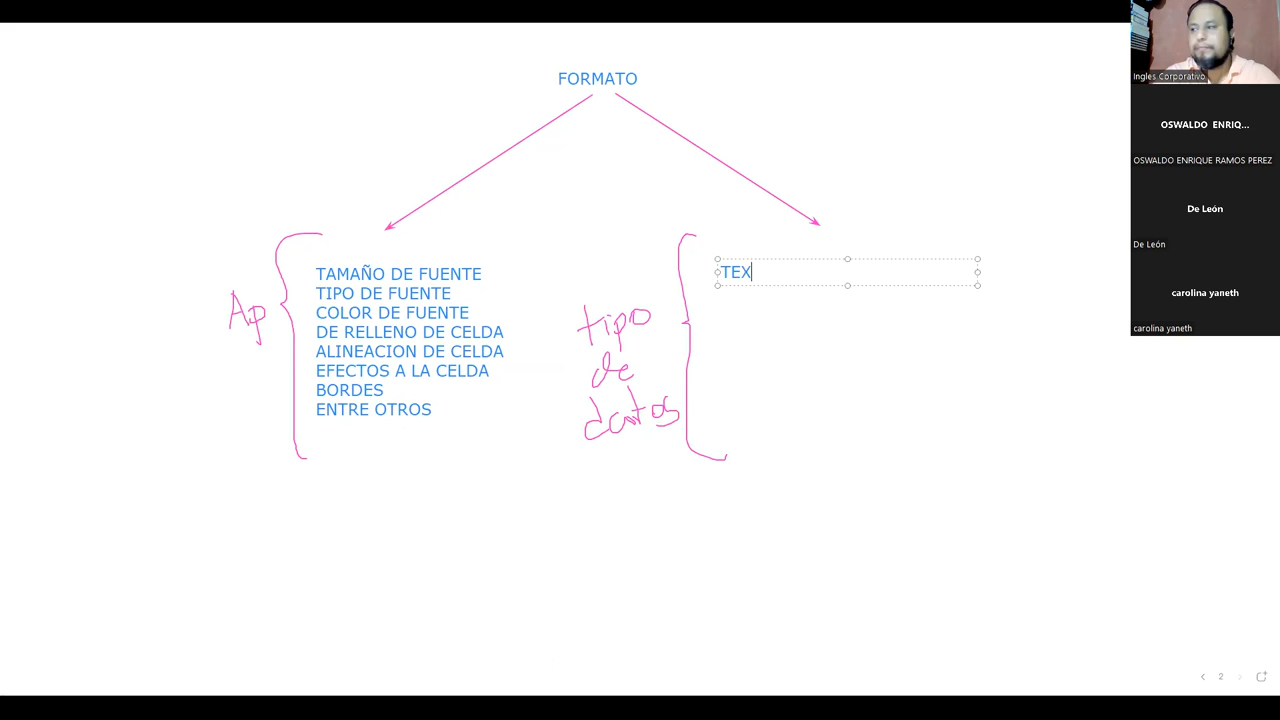 FORMATO
TAMAÑO DE FUENTE
TIPO DE FUENTE
COLOR DE FUENTE
DE RELLENO DE CELDA
ALINEACION DE CELDA
EFECTOS A LA CELDA
BORDES
ENTRE OTROS
Ap
tipo
de
datos
TEX
Ingles Corporativo
OSWALDO ENRIQ...
OSWALDO ENRIQUE RAMOS PEREZ
De León
De León
carolina yaneth
carolina yaneth
2